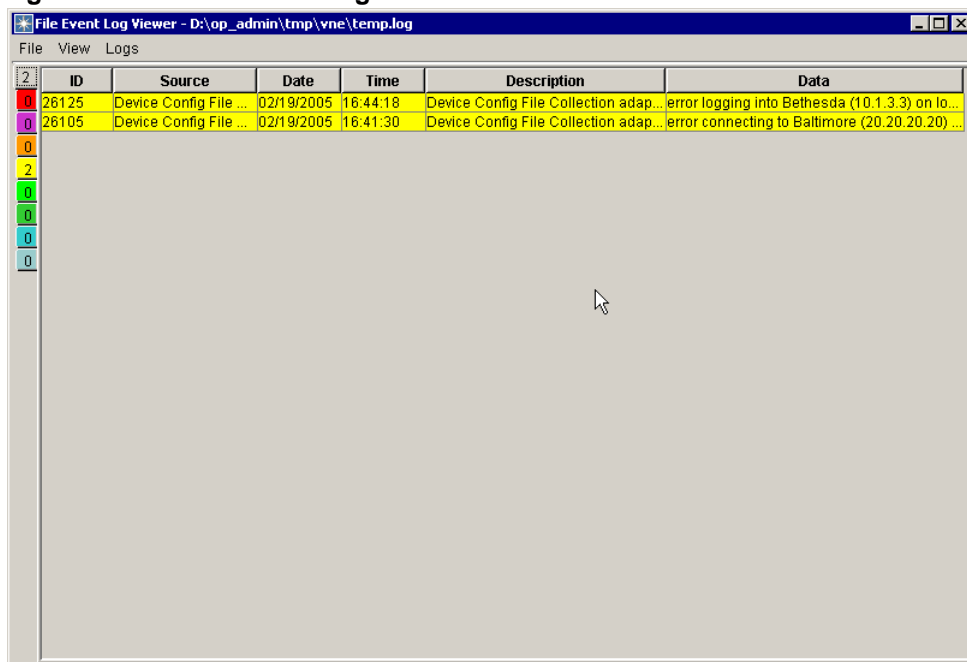 File Event Log Viewer - D:\op_admin\tmp\vne\temp.log
File View Logs
2 ID Source Date Time Description Data
0 26125 Device Config File ... 02/19/2005 16:44:18 Device Config File Collection adap... error logging into Bethesda (10.1.3.3) on lo...
0 26105 Device Config File ... 02/19/2005 16:41:30 Device Config File Collection adap... error connecting to Baltimore (20.20.20.20) ...
0
2
0
0
0
0